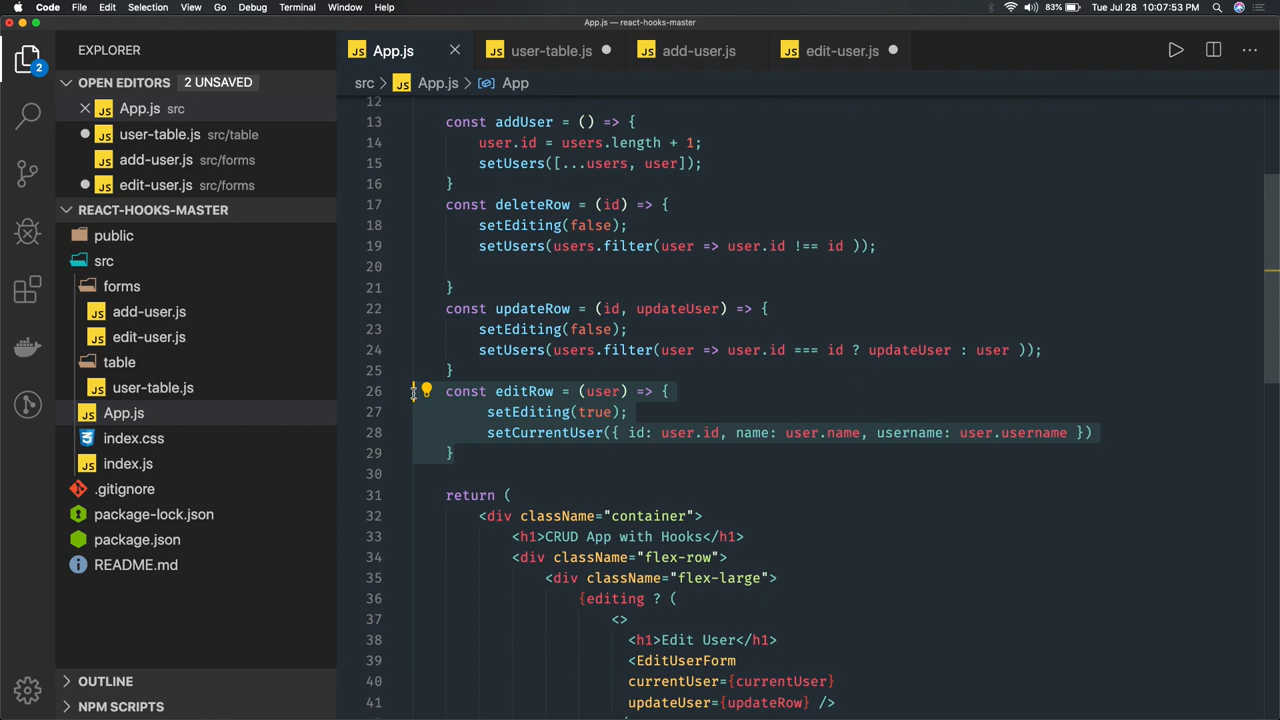 Code File Edit Selection View Go Debug Terminal Window Help 83% Tue Jul 28 10:07:53 PM
App.js — react-hooks-master
EXPLORER
App.js user-table.js add-user.js edit-user.js
OPEN EDITORS 2 UNSAVED
src > App.js > App
App.js src
user-table.js src/table
add-user.js src/forms
edit-user.js src/forms
REACT-HOOKS-MASTER
public
src
forms
add-user.js
edit-user.js
table
user-table.js
App.js
index.css
index.js
.gitignore
package-lock.json
package.json
README.md
OUTLINE
NPM SCRIPTS
2
12
13 const addUser = () => {
14 user.id = users.length + 1;
15 setUsers([...users, user]);
16 }
17 const deleteRow = (id) => {
18 setEditing(false);
19 setUsers(users.filter(user => user.id !== id ));
20
21 }
22 const updateRow = (id, updateUser) => {
23 setEditing(false);
24 setUsers(users.filter(user => user.id === id ? updateUser : user ));
25 }
26 const editRow = (user) => {
27 setEditing(true);
28 setCurrentUser({ id: user.id, name: user.name, username: user.username })
29 }
30
31 return (
32 <div className="container">
33 <h1>CRUD App with Hooks</h1>
34 <div className="flex-row">
35 <div className="flex-large">
36 {editing ? (
37 <>
38 <h1>Edit User</h1>
39 <EditUserForm
40 currentUser={currentUser}
41 updateUser={updateRow} />